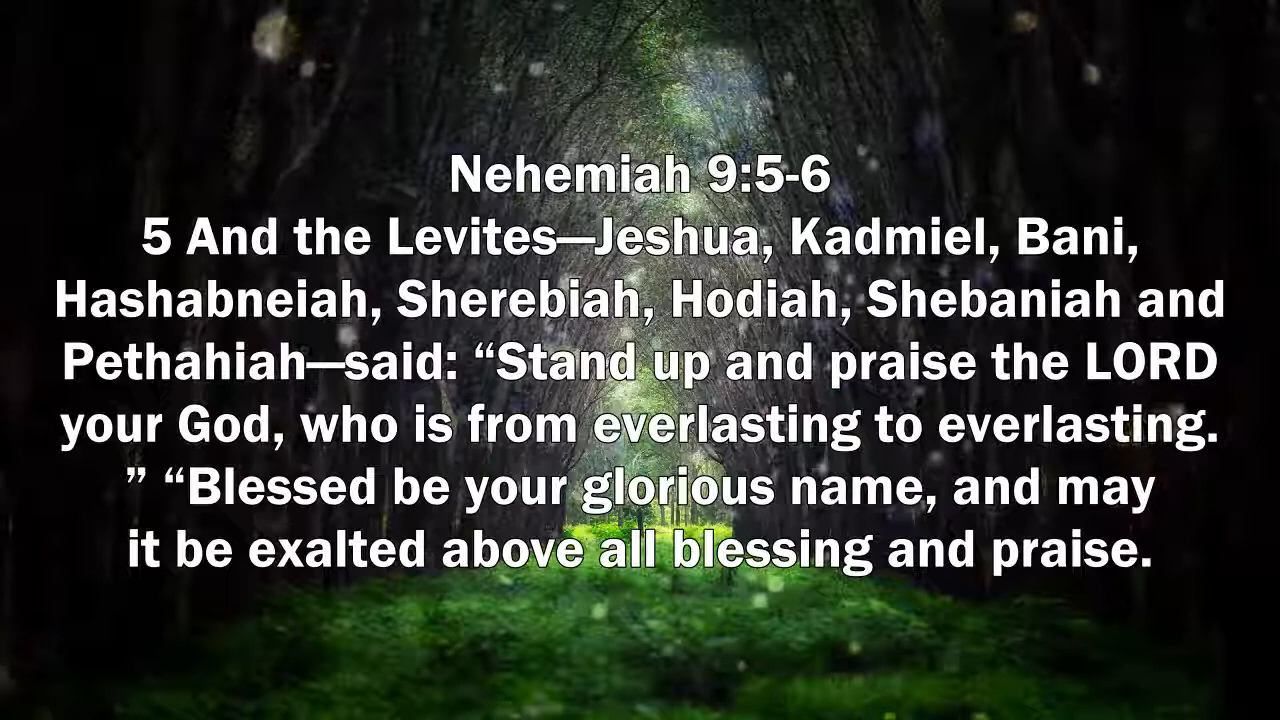 Nehemiah 9:5-6
5 And the Levites—Jeshua, Kadmiel, Bani,
Hashabneiah, Sherebiah, Hodiah, Shebaniah and
Pethahiah—said: “Stand up and praise the LORD
your God, who is from everlasting to everlasting.
” “Blessed be your glorious name, and may
it be exalted above all blessing and praise.